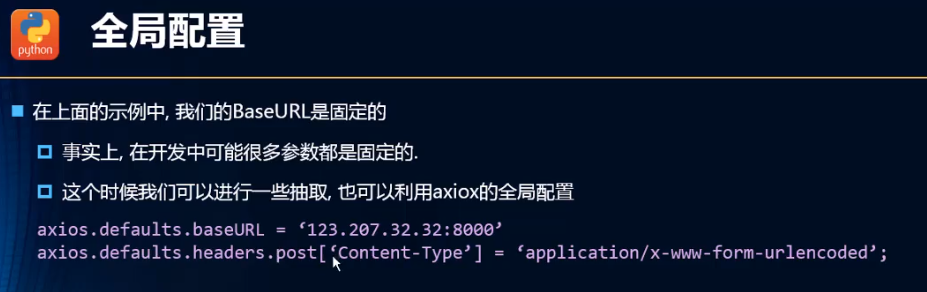 python
全局配置
在上面的示例中, 我们的BaseURL是固定的
事实上, 在开发中可能很多参数都是固定的.
这个时候我们可以进行一些抽取, 也可以利用axiox的全局配置
axios.defaults.baseURL = ‘123.207.32.32:8000’
axios.defaults.headers.post[‘Content-Type’] = ‘application/x-www-form-urlencoded’;